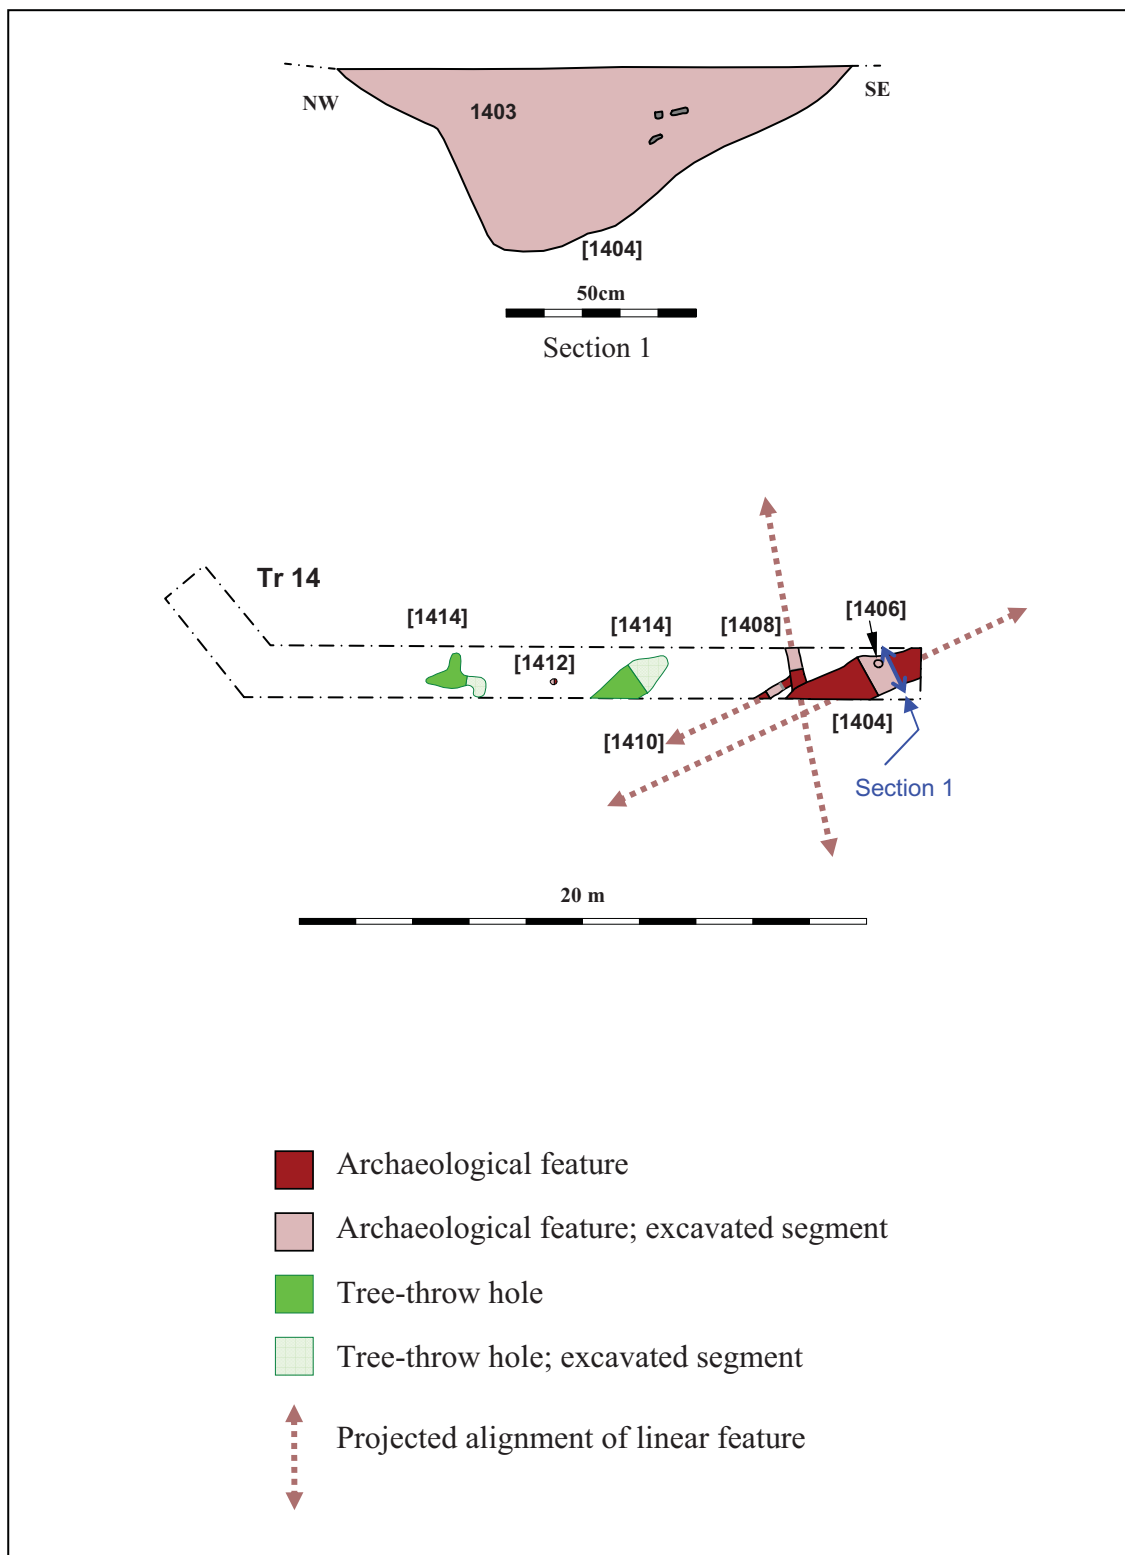 NW
SE
1403
[1404]
50cm
Section 1
Tr 14
[1414]
[1412]
[1414]
[1408]
[1406]
[1410]
[1404]
Section 1
20 m
Archaeological feature
Archaeological feature; excavated segment
Tree-throw hole
Tree-throw hole; excavated segment
Projected alignment of linear feature